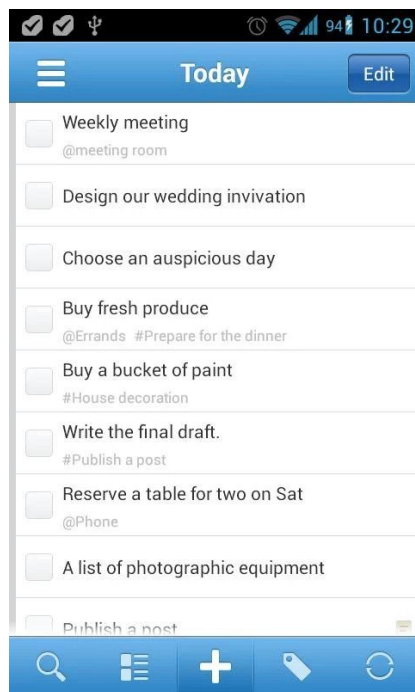 94 10:29
Today Edit
Weekly meeting
@meeting room
Design our wedding invivation
Choose an auspicious day
Buy fresh produce
@Errands #Prepare for the dinner
Buy a bucket of paint
#House decoration
Write the final draft.
#Publish a post
Reserve a table for two on Sat
@Phone
A list of photographic equipment
Publish a post